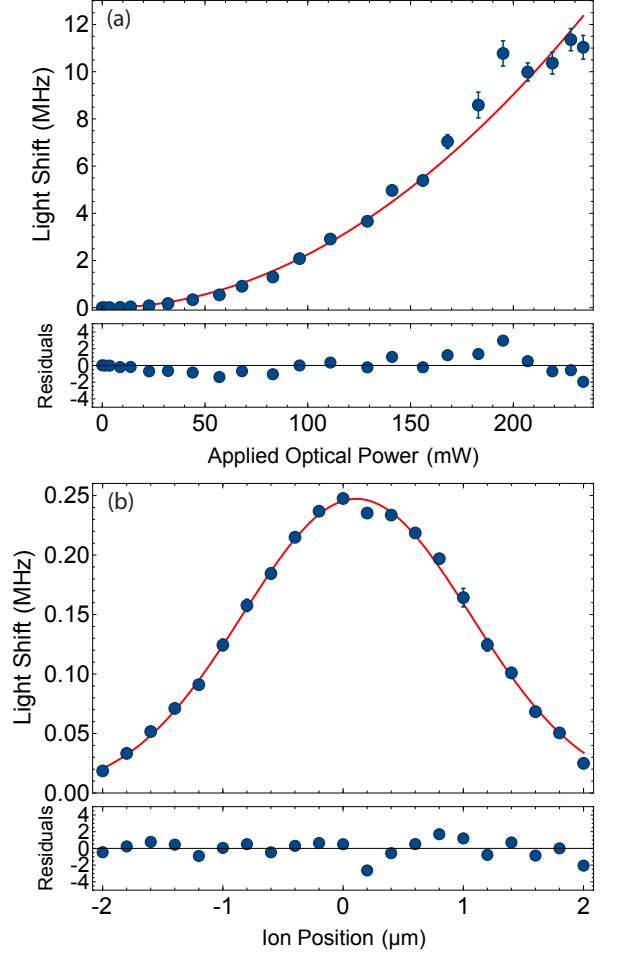 (a)
12
10
8
6
4
2
0
Light Shift (MHz)
4
2
0
-2
-4
Residuals
0 50 100 150 200
Applied Optical Power (mW)
(b)
0.25
0.20
0.15
0.10
0.05
0.00
Light Shift (MHz)
4
2
0
-2
-4
Residuals
-2 -1 0 1 2
Ion Position (μm)